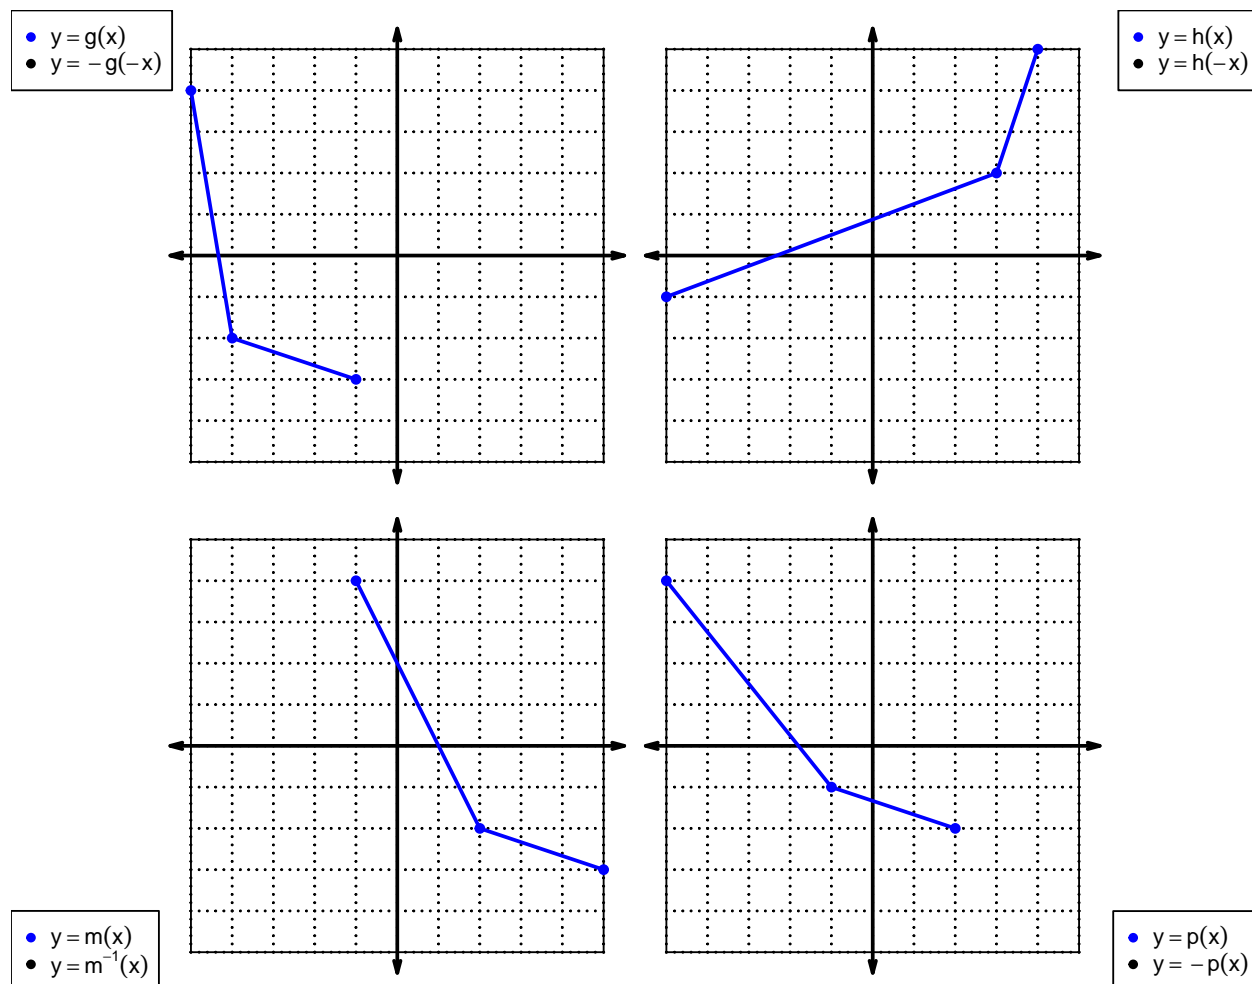 y = g(x)
y = −g(−x)
y = h(x)
y = h(−x)
y = m(x)
y = m⁻¹(x)
y = p(x)
y = −p(x)